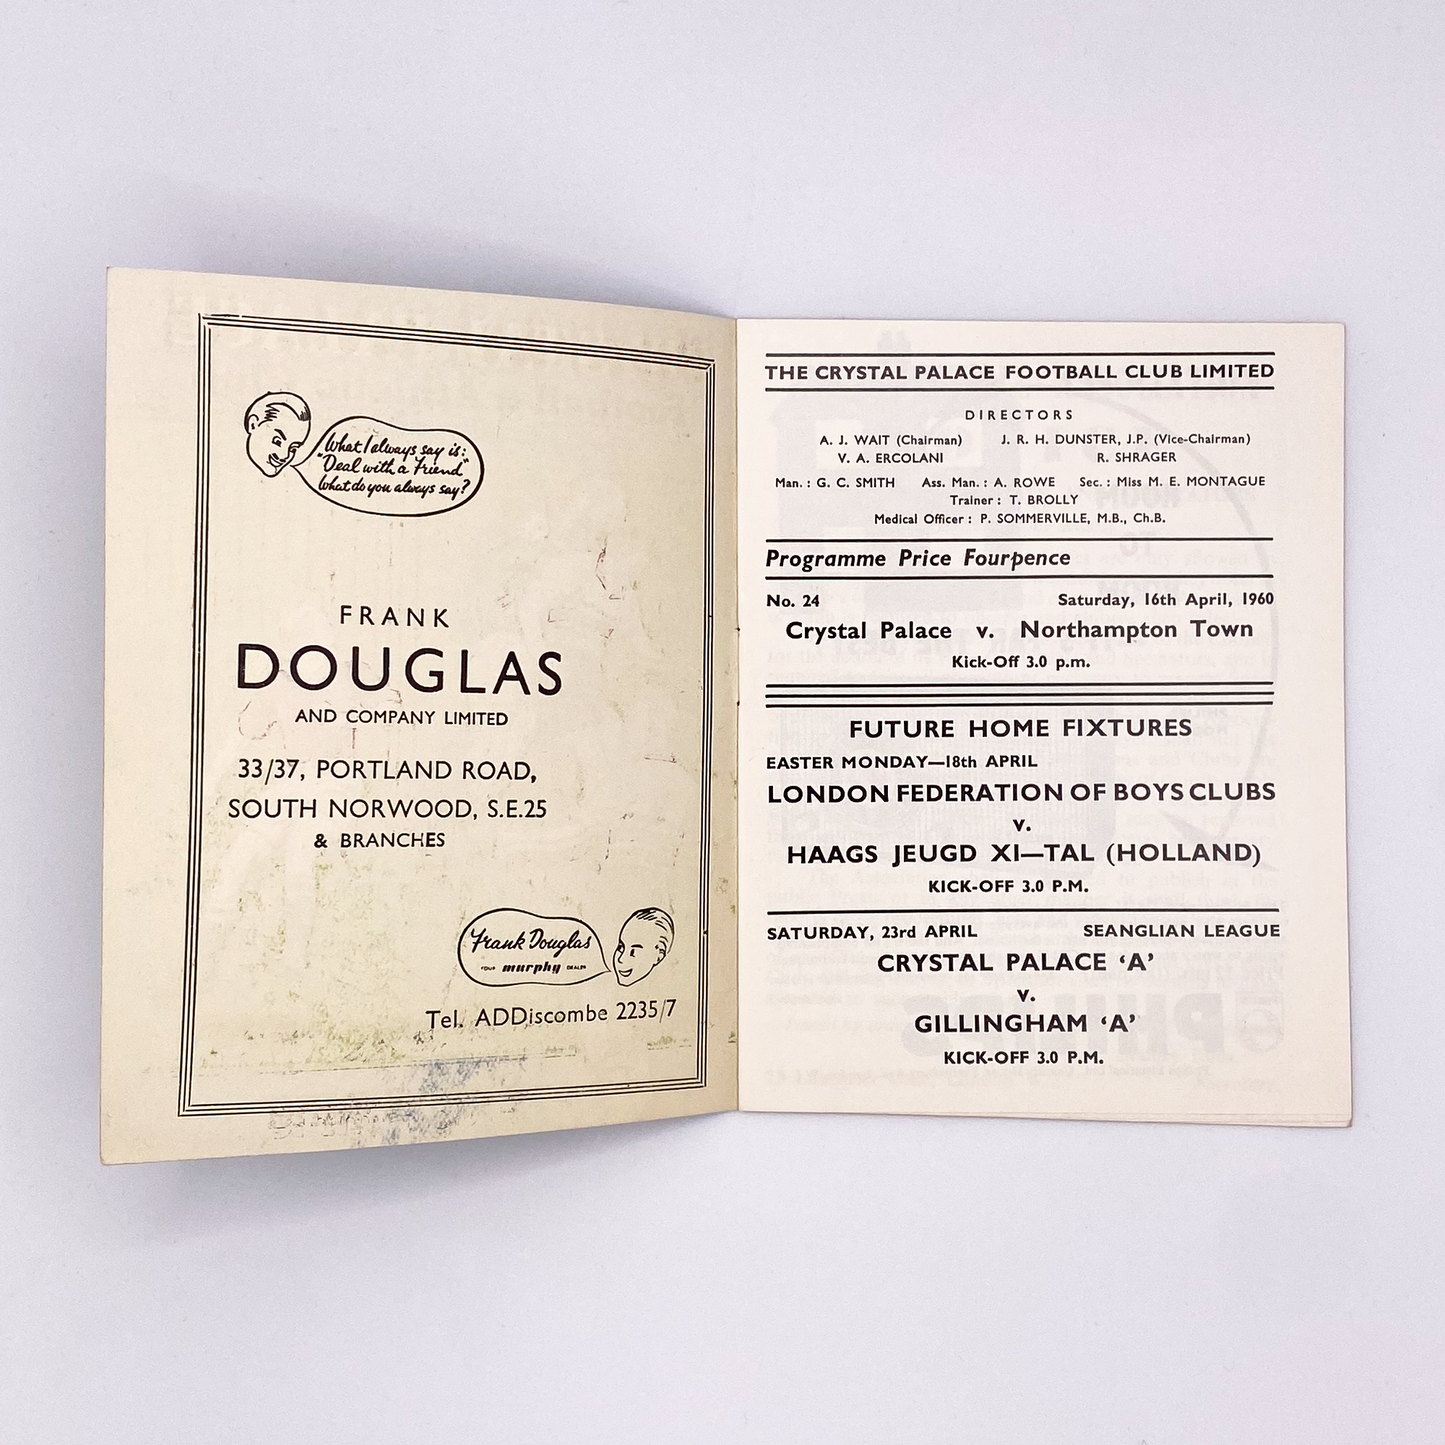 What I always say is:
"Deal with a Friend"
What do you always say?
FRANK
DOUGLAS
AND COMPANY LIMITED
33/37, PORTLAND ROAD,
SOUTH NORWOOD, S.E.25
& BRANCHES
Frank Douglas
YOUR murphy DEALER
Tel. ADDiscombe 2235/7
THE CRYSTAL PALACE FOOTBALL CLUB LIMITED
DIRECTORS
A. J. WAIT (Chairman) J. R. H. DUNSTER, J.P. (Vice-Chairman)
V. A. ERCOLANI R. SHRAGER
Man. : G. C. SMITH Ass. Man. : A. ROWE Sec. : Miss M. E. MONTAGUE
Trainer : T. BROLLY
Medical Officer : P. SOMMERVILLE, M.B., Ch.B.
Programme Price Fourpence
No. 24 Saturday, 16th April, 1960
Crystal Palace v. Northampton Town
Kick-Off 3.0 p.m.
FUTURE HOME FIXTURES
EASTER MONDAY—18th APRIL
LONDON FEDERATION OF BOYS CLUBS
v.
HAAGS JEUGD XI—TAL (HOLLAND)
KICK-OFF 3.0 P.M.
SATURDAY, 23rd APRIL SEANGLIAN LEAGUE
CRYSTAL PALACE ‘A’
v.
GILLINGHAM ‘A’
KICK-OFF 3.0 P.M.